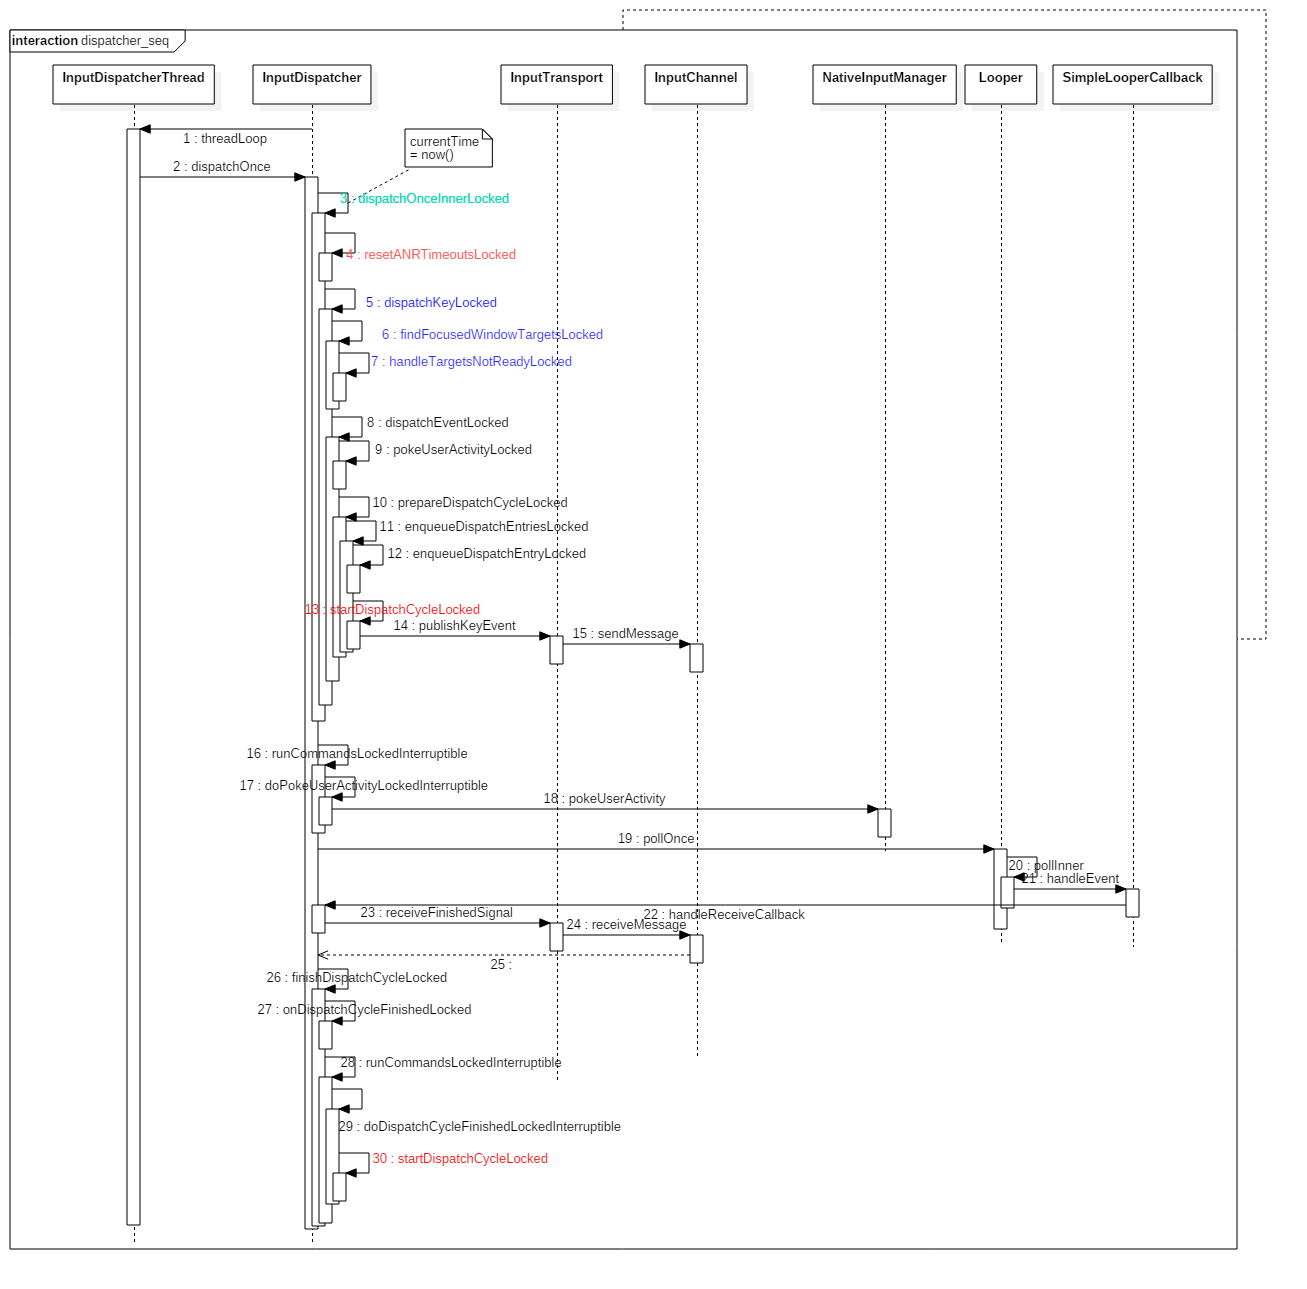 interaction dispatcher_seq
InputDispatcherThread
InputDispatcher
InputTransport
InputChannel
NativeInputManager
Looper
SimpleLooperCallback
1 : threadLoop
currentTime
= now()
2 : dispatchOnce
3 : dispatchOnceInnerLocked
4 : resetANRTimeoutsLocked
5 : dispatchKeyLocked
6 : findFocusedWindowTargetsLocked
7 : handleTargetsNotReadyLocked
8 : dispatchEventLocked
9 : pokeUserActivityLocked
10 : prepareDispatchCycleLocked
11 : enqueueDispatchEntriesLocked
12 : enqueueDispatchEntryLocked
13 : startDispatchCycleLocked
14 : publishKeyEvent
15 : sendMessage
16 : runCommandsLockedInterruptible
17 : doPokeUserActivityLockedInterruptible
18 : pokeUserActivity
19 : pollOnce
20 : pollInner
21 : handleEvent
22 : handleReceiveCallback
23 : receiveFinishedSignal
24 : receiveMessage
25 :
26 : finishDispatchCycleLocked
27 : onDispatchCycleFinishedLocked
28 : runCommandsLockedInterruptible
29 : doDispatchCycleFinishedLockedInterruptible
30 : startDispatchCycleLocked